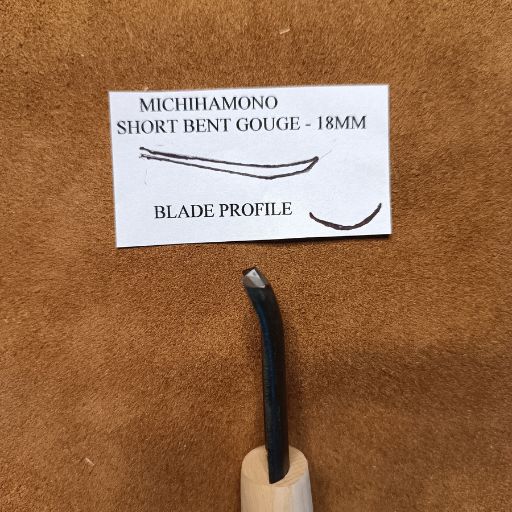 MICHIHAMONO
SHORT BENT GOUGE - 18MM
BLADE PROFILE